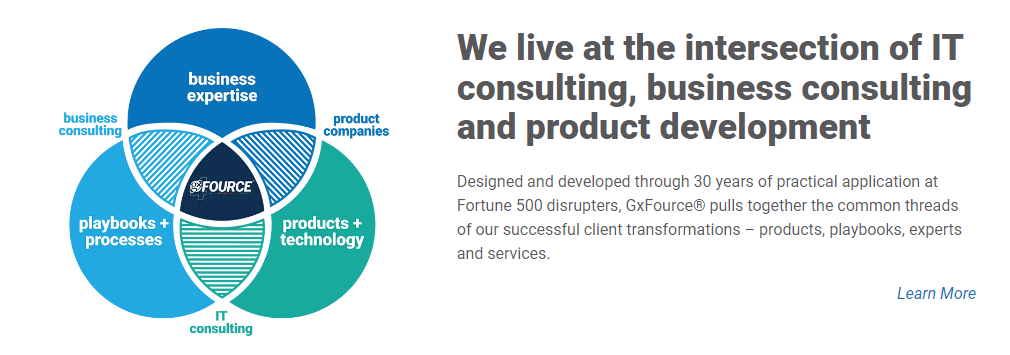 business
expertise
business
consulting
product
companies
FOURCE
playbooks +
processes
products +
technology
IT
consulting
We live at the intersection of IT
consulting, business consulting
and product development
Designed and developed through 30 years of practical application at
Fortune 500 disrupters, GxFource® pulls together the common threads
of our successful client transformations – products, playbooks, experts
and services.
Learn More